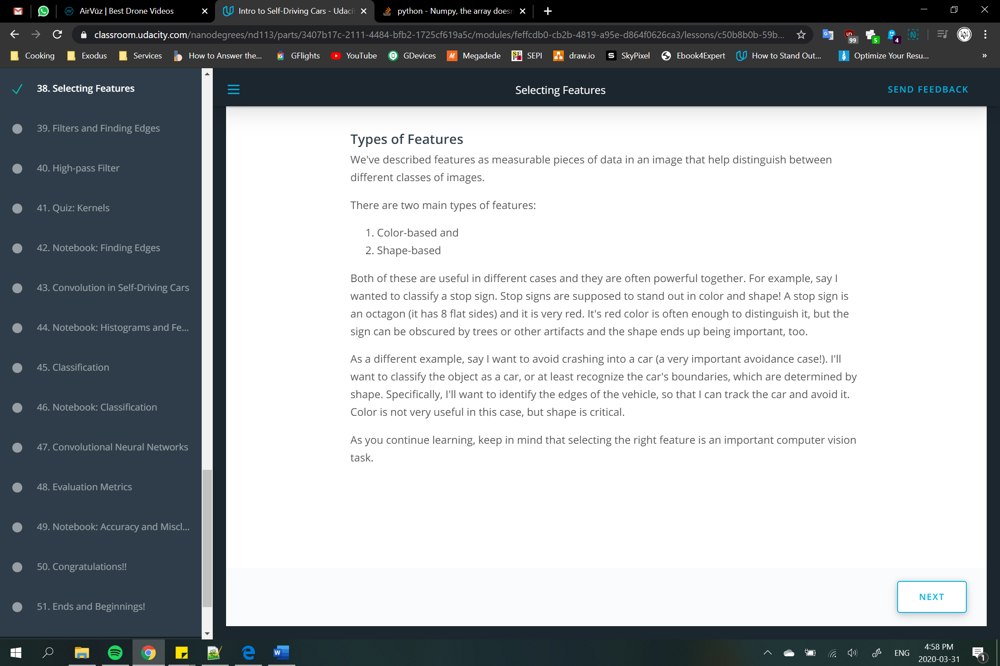 AirVūz | Best Drone Videos
Intro to Self-Driving Cars - Udaci
python - Numpy, the array doesn
classroom.udacity.com/nanodegrees/nd113/parts/3407b17c-2111-4484-bfb2-1725cf619a5c/modules/feffcdb0-cb2b-4819-a95e-d864f0626ca3/lessons/c50b8b0b-59b...
99
5
4
Cooking
Exodus
Services
How to Answer the...
GFlights
YouTube
GDevices
Megadede
SEPI
draw.io
SkyPixel
Ebook4Expert
How to Stand Out...
Optimize Your Resu...
»
38. Selecting Features
39. Filters and Finding Edges
40. High-pass Filter
41. Quiz: Kernels
42. Notebook: Finding Edges
43. Convolution in Self-Driving Cars
44. Notebook: Histograms and Fe...
45. Classification
46. Notebook: Classification
47. Convolutional Neural Networks
48. Evaluation Metrics
49. Notebook: Accuracy and Miscl...
50. Congratulations!!
51. Ends and Beginnings!
Selecting Features
SEND FEEDBACK
Types of Features
We've described features as measurable pieces of data in an image that help distinguish between
different classes of images.
There are two main types of features:
1. Color-based and
2. Shape-based
Both of these are useful in different cases and they are often powerful together. For example, say I
wanted to classify a stop sign. Stop signs are supposed to stand out in color and shape! A stop sign is
an octagon (it has 8 flat sides) and it is very red. It's red color is often enough to distinguish it, but the
sign can be obscured by trees or other artifacts and the shape ends up being important, too.
As a different example, say I want to avoid crashing into a car (a very important avoidance case!). I'll
want to classify the object as a car, or at least recognize the car's boundaries, which are determined by
shape. Specifically, I'll want to identify the edges of the vehicle, so that I can track the car and avoid it.
Color is not very useful in this case, but shape is critical.
As you continue learning, keep in mind that selecting the right feature is an important computer vision
task.
NEXT
ENG
4:58 PM
2020-03-31
1